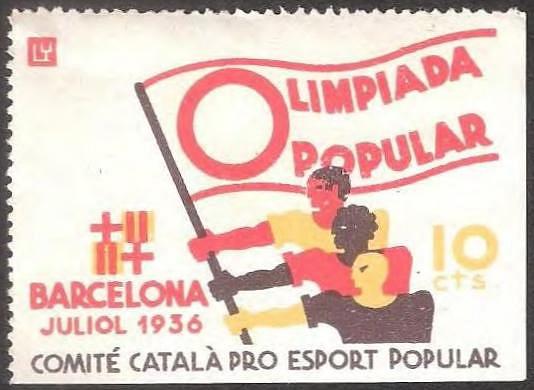 LY
OLIMPIADA
POPULAR
10
cts
BARCELONA
JULIOL 1936
COMITÉ CATALÀ PRO ESPORT POPULAR